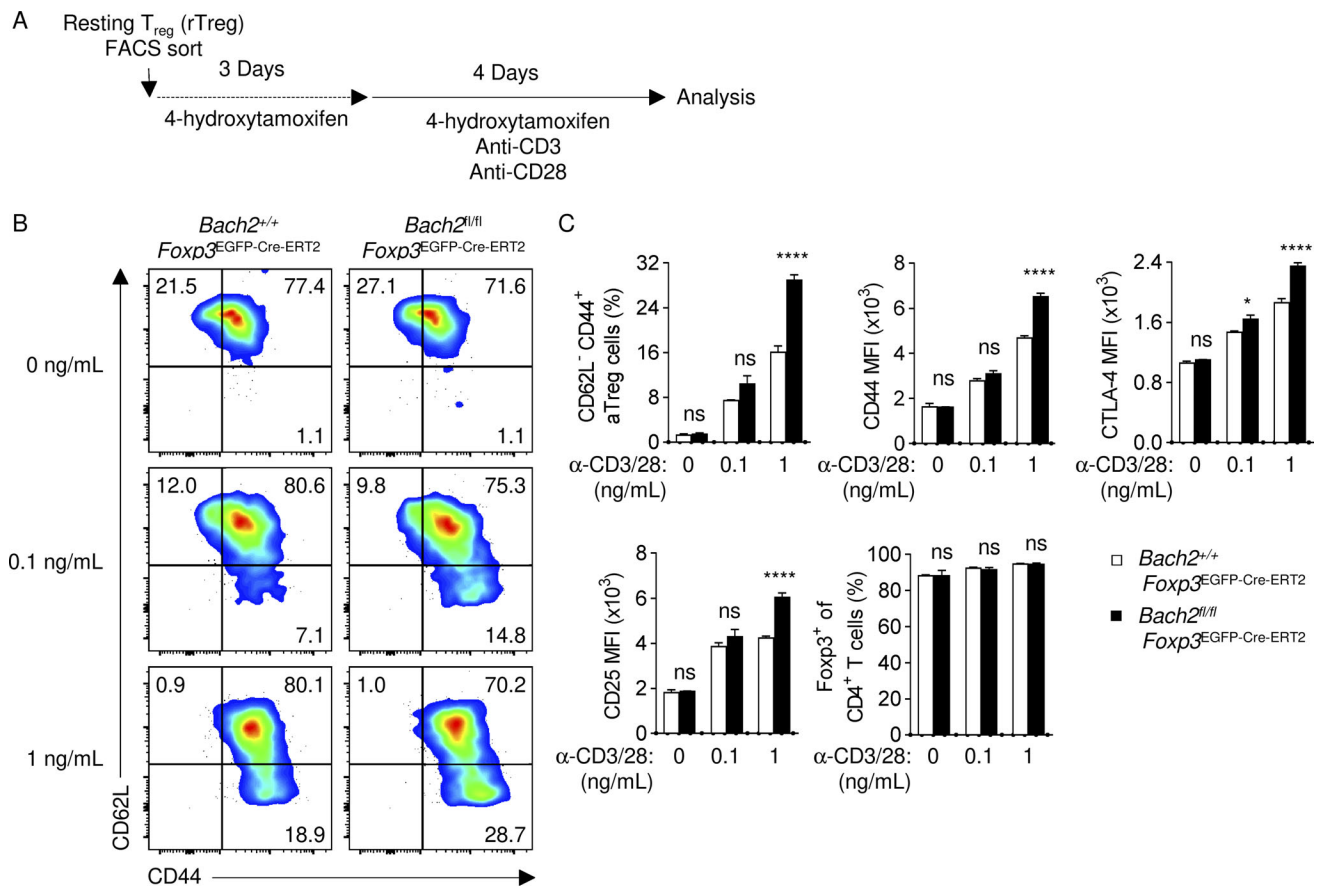 A
Resting Treg (rTreg)
FACS sort
3 Days
4 Days
Analysis
4-hydroxytamoxifen
4-hydroxytamoxifen
Anti-CD3
Anti-CD28
B
Bach2+/+
Foxp3EGFP-Cre-ERT2
Bach2fl/fl
Foxp3EGFP-Cre-ERT2
0 ng/mL
21.5
77.4
1.1
27.1
71.6
1.1
0.1 ng/mL
12.0
80.6
7.1
9.8
75.3
14.8
1 ng/mL
0.9
80.1
18.9
1.0
70.2
28.7
CD62L
CD44
C
CD62L- CD44+
aTreg cells (%)
32
16
8
0
ns
ns
****
α-CD3/28: 0 0.1 1
(ng/mL)
CD44 MFI (x10³)
8
6
4
2
0
ns
ns
****
α-CD3/28: 0 0.1 1
(ng/mL)
CTLA-4 MFI (x10³)
2.4
1.6
0.8
0.0
ns
*
****
α-CD3/28: 0 0.1 1
(ng/mL)
CD25 MFI (x10³)
8
6
4
2
0
ns
ns
****
α-CD3/28: 0 0.1 1
(ng/mL)
Foxp3+ of
CD4+ T cells (%)
100
80
60
40
20
0
ns
ns
ns
α-CD3/28: 0 0.1 1
(ng/mL)
Bach2+/+
Foxp3EGFP-Cre-ERT2
Bach2fl/fl
Foxp3EGFP-Cre-ERT2